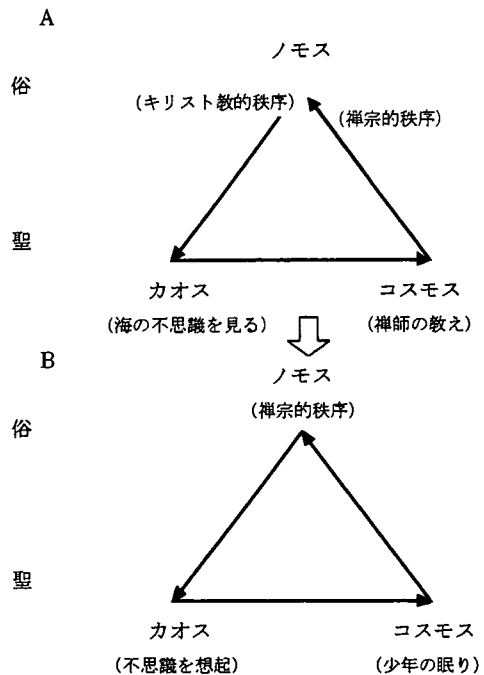 A
ノモス
俗
(キリスト教的秩序)
(禅宗的秩序)
聖
カオス
コスモス
(海の不思議を見る)
(禅師の教え)
B
ノモス
(禅宗的秩序)
俗
聖
カオス
コスモス
(不思議を想起)
(少年の眠り)